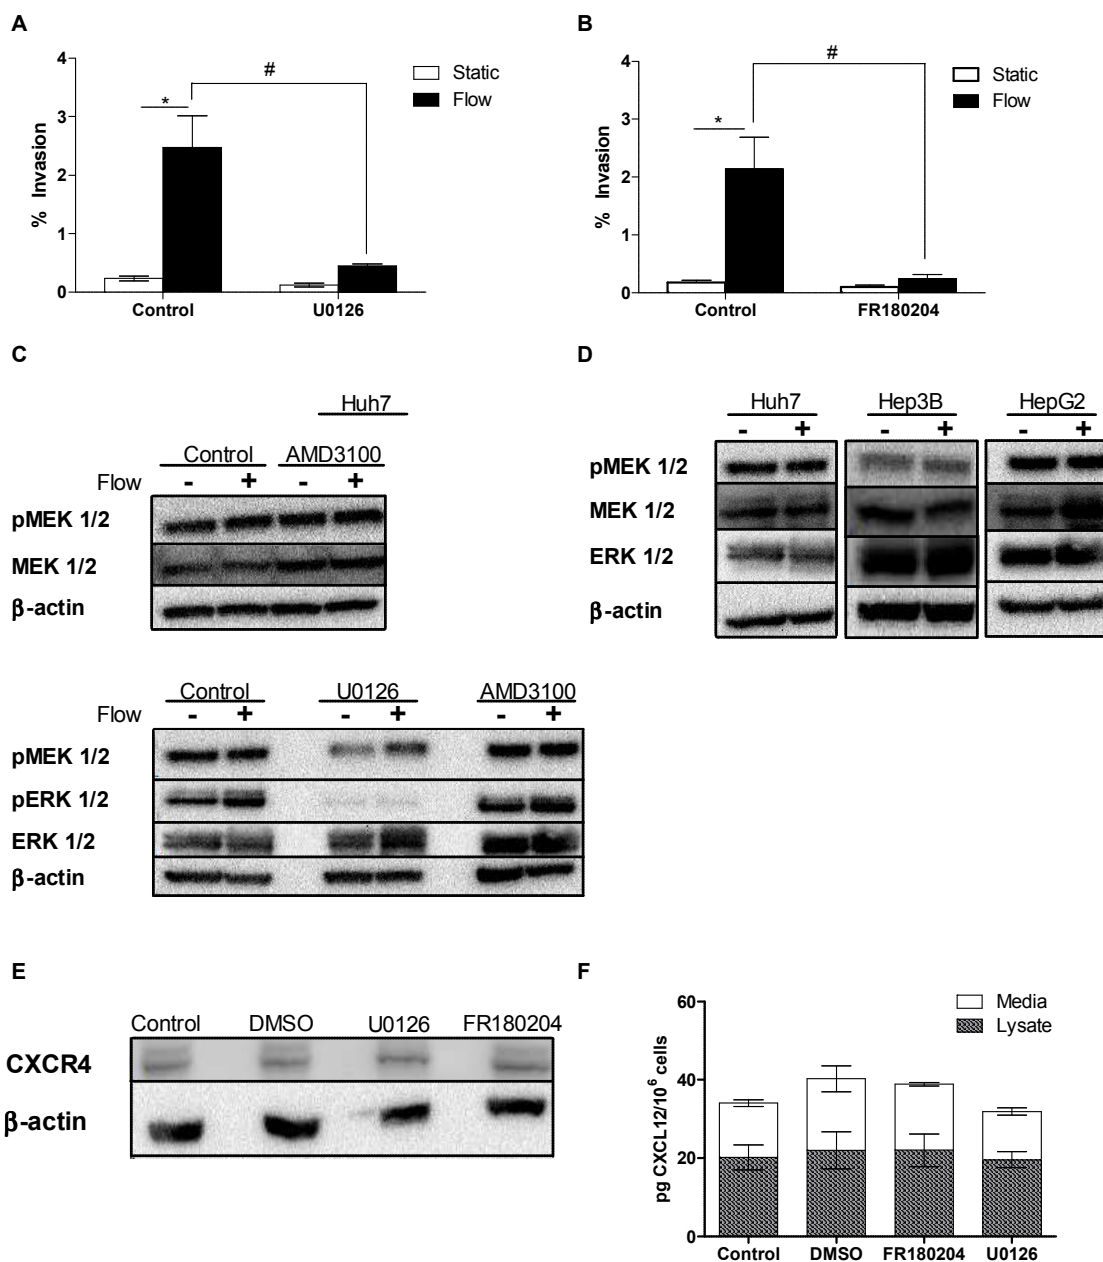 A
% Invasion
4
3
2
1
0
*
#
Static
Flow
Control
U0126
B
% Invasion
4
3
2
1
0
*
#
Static
Flow
Control
FR180204
C
Huh7
Control AMD3100
Flow - + - +
pMEK 1/2
MEK 1/2
β-actin
Control U0126 AMD3100
Flow - + - + - +
pMEK 1/2
pERK 1/2
ERK 1/2
β-actin
D
Huh7 Hep3B HepG2
- + - + - +
pMEK 1/2
MEK 1/2
ERK 1/2
β-actin
E
Control DMSO U0126 FR180204
CXCR4
β-actin
F
pg CXCL12/10⁶ cells
60
40
20
0
Media
Lysate
Control DMSO FR180204 U0126